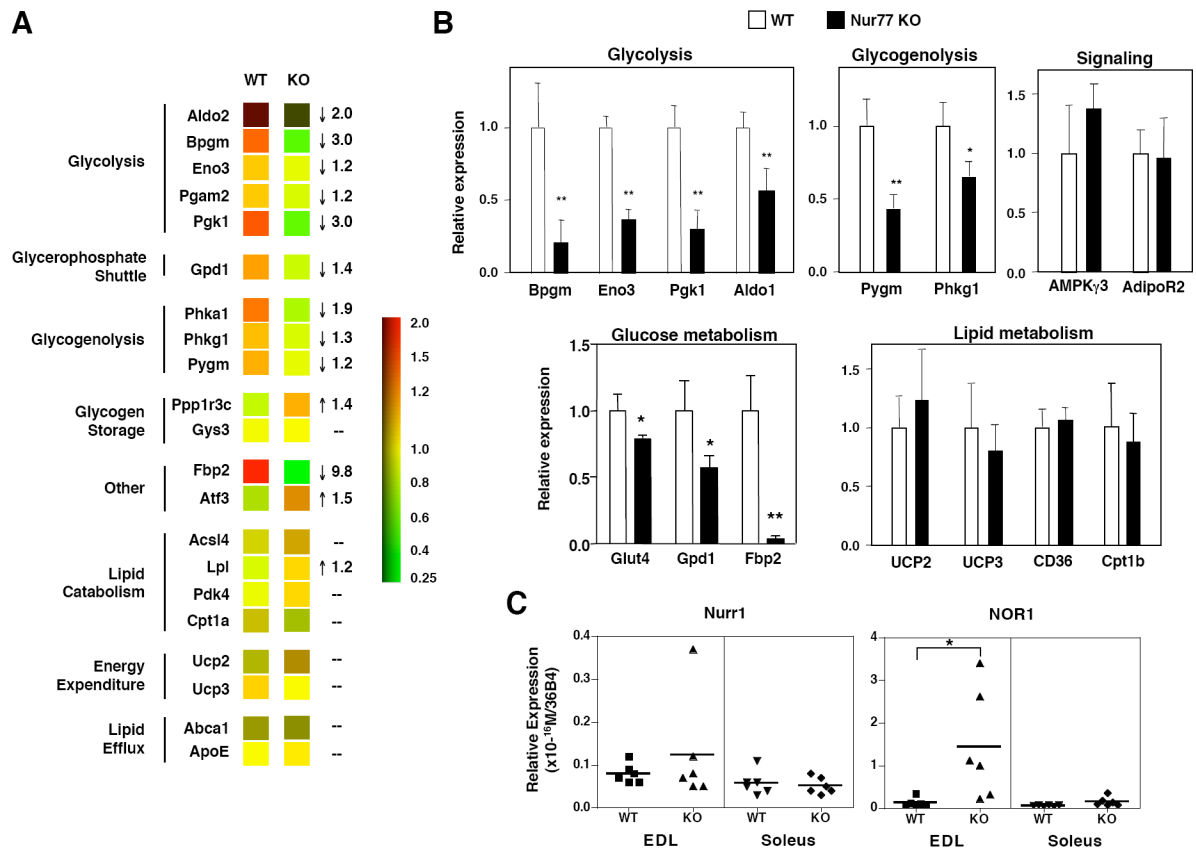 A
WT KO
Glycolysis
Aldo2 ↓ 2.0
Bpgm ↓ 3.0
Eno3 ↓ 1.2
Pgam2 ↓ 1.2
Pgk1 ↓ 3.0
Glycerophosphate
Shuttle
Gpd1 ↓ 1.4
Glycogenolysis
Phka1 ↓ 1.9
Phkg1 ↓ 1.3
Pygm ↓ 1.2
Glycogen
Storage
Ppp1r3c ↑ 1.4
Gys3 --
Other
Fbp2 ↓ 9.8
Atf3 ↑ 1.5
Lipid
Catabolism
Acsl4 --
Lpl ↑ 1.2
Pdk4 --
Cpt1a --
Energy
Expenditure
Ucp2 --
Ucp3 --
Lipid
Efflux
Abca1 --
ApoE --
2.0
1.5
1.2
1.0
0.8
0.4
0.25
B
WT Nur77 KO
Glycolysis
Relative expression
1.0
0.5
0.0
** ** ** **
Bpgm Eno3 Pgk1 Aldo1
Glycogenolysis
1.0
0.5
0.0
** *
Pygm Phkg1
Signaling
1.5
1.0
0.5
0.0
AMPKγ3 AdipoR2
Glucose metabolism
Relative expression
1.5
1.0
0.5
0.0
* * **
Glut4 Gpd1 Fbp2
Lipid metabolism
1.5
1.0
0.5
0.0
UCP2 UCP3 CD36 Cpt1b
C
Nurr1
Relative Expression
(x10-¹⁶M/36B4)
0.4
0.3
0.2
0.1
0.0
WT KO WT KO
EDL Soleus
NOR1
4
3
2
1
0
*
WT KO WT KO
EDL Soleus